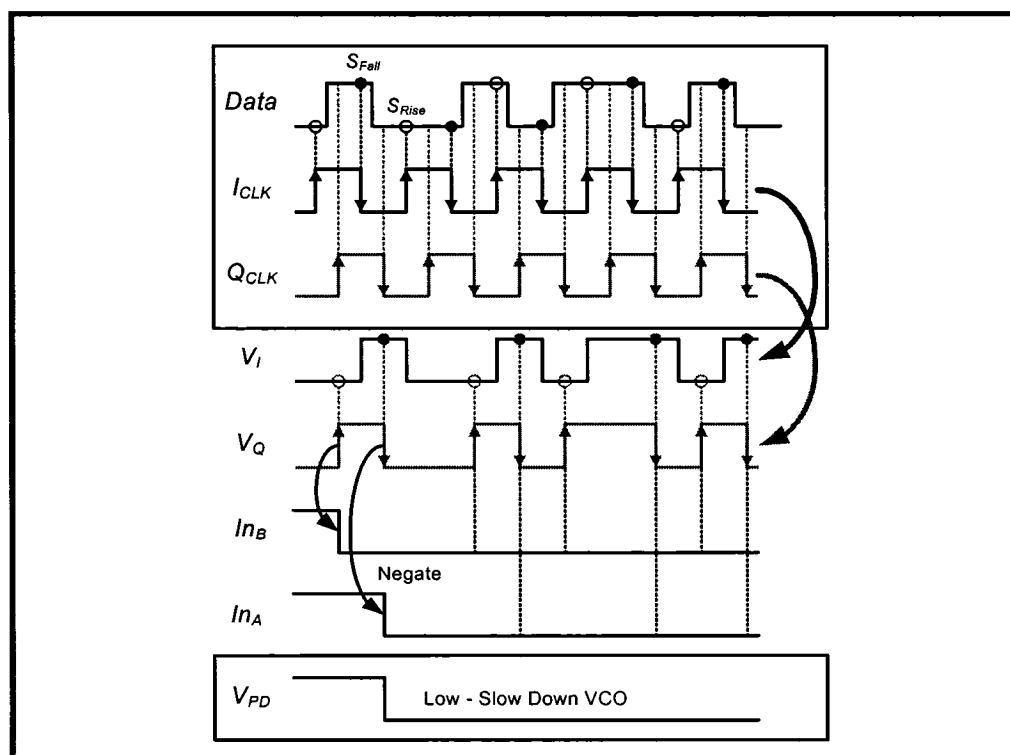 S_Fall
Data
S_Rise
I_CLK
Q_CLK
V_I
V_Q
In_B
Negate
In_A
V_PD
Low - Slow Down VCO